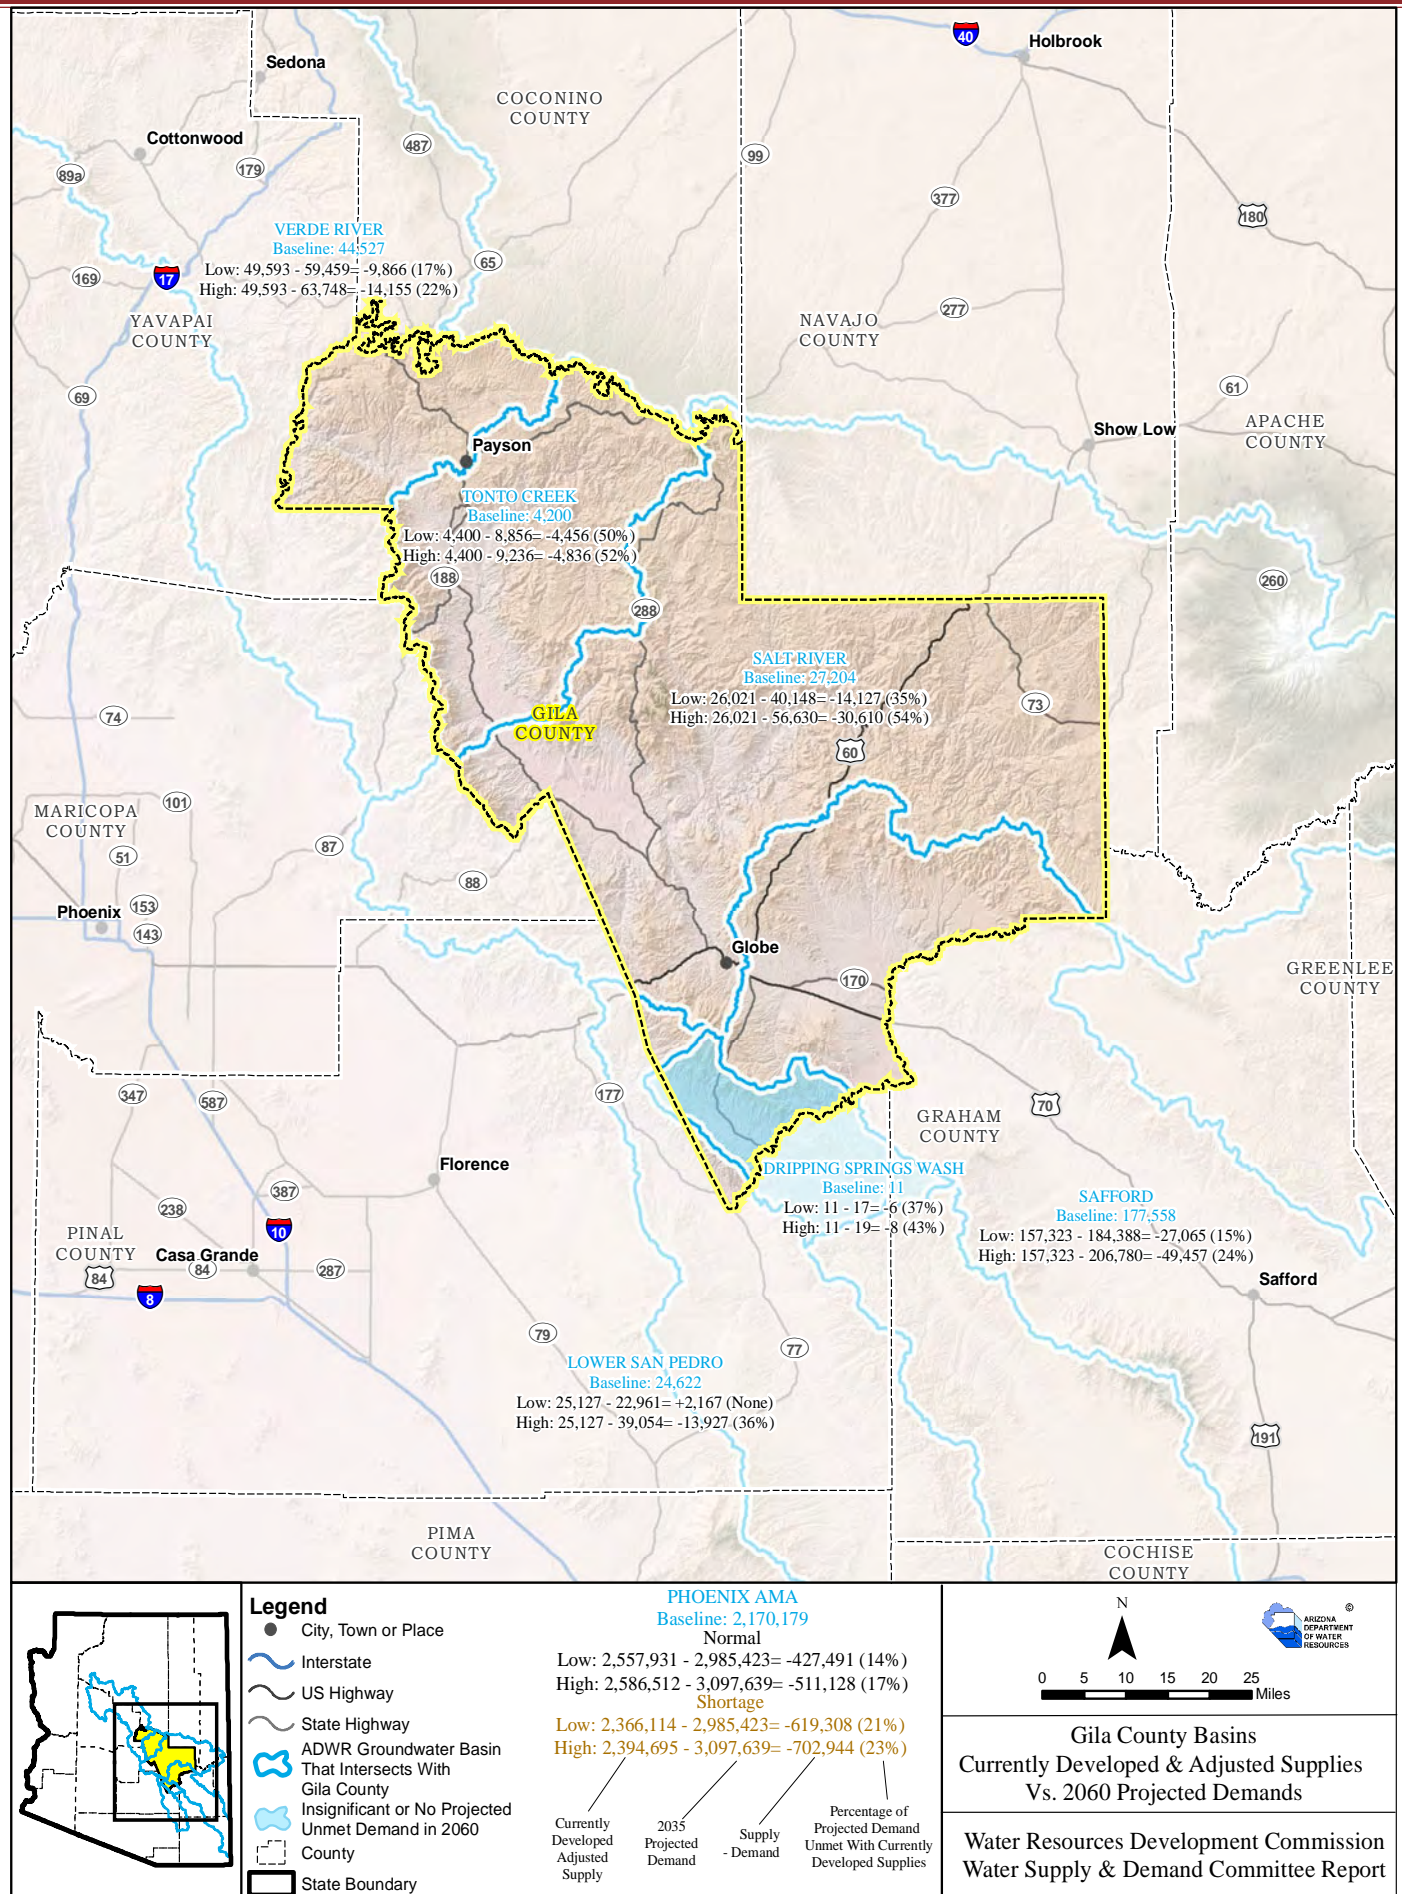 40
Holbrook
Sedona
COCONINO
COUNTY
Cottonwood
487
99
179
89a
377
180
VERDE RIVER
Baseline: 44,527
Low: 49,593 - 59,459= -9,866 (17%)
High: 49,593 - 63,748= -14,155 (22%)
65
169
17
277
YAVAPAI
COUNTY
NAVAJO
COUNTY
69
61
APACHE
COUNTY
Show Low
Payson
TONTO CREEK
Baseline: 4,200
Low: 4,400 - 8,856= -4,456 (50%)
High: 4,400 - 9,236= -4,836 (52%)
188
260
288
SALT RIVER
Baseline: 27,204
Low: 26,021 - 40,148= -14,127 (35%)
High: 26,021 - 56,630= -30,610 (54%)
73
74
GILA
COUNTY
60
MARICOPA
COUNTY
101
51
87
88
Phoenix
153
143
Globe
170
GREENLEE
COUNTY
347
587
177
GRAHAM
COUNTY
70
Florence
DRIPPING SPRINGS WASH
Baseline: 11
Low: 11 - 17= -6 (37%)
High: 11 - 19= -8 (43%)
387
238
10
SAFFORD
Baseline: 177,558
Low: 157,323 - 184,388= -27,065 (15%)
High: 157,323 - 206,780= -49,457 (24%)
PINAL
COUNTY
Casa Grande
84
84
287
8
Safford
79
77
LOWER SAN PEDRO
Baseline: 24,622
Low: 25,127 - 22,961= +2,167 (None)
High: 25,127 - 39,054= -13,927 (36%)
191
PIMA
COUNTY
COCHISE
COUNTY
Legend
City, Town or Place
Interstate
US Highway
State Highway
ADWR Groundwater Basin
That Intersects With
Gila County
Insignificant or No Projected
Unmet Demand in 2060
County
State Boundary
PHOENIX AMA
Baseline: 2,170,179
Normal
Low: 2,557,931 - 2,985,423= -427,491 (14%)
High: 2,586,512 - 3,097,639= -511,128 (17%)
Shortage
Low: 2,366,114 - 2,985,423= -619,308 (21%)
High: 2,394,695 - 3,097,639= -702,944 (23%)
Currently
Developed
Adjusted
Supply
2035
Projected
Demand
Supply
- Demand
Percentage of
Projected Demand
Unmet With Currently
Developed Supplies
N
©
ARIZONA
DEPARTMENT
OF WATER
RESOURCES
0 5 10 15 20 25
Miles
Gila County Basins
Currently Developed & Adjusted Supplies
Vs. 2060 Projected Demands
Water Resources Development Commission
Water Supply & Demand Committee Report